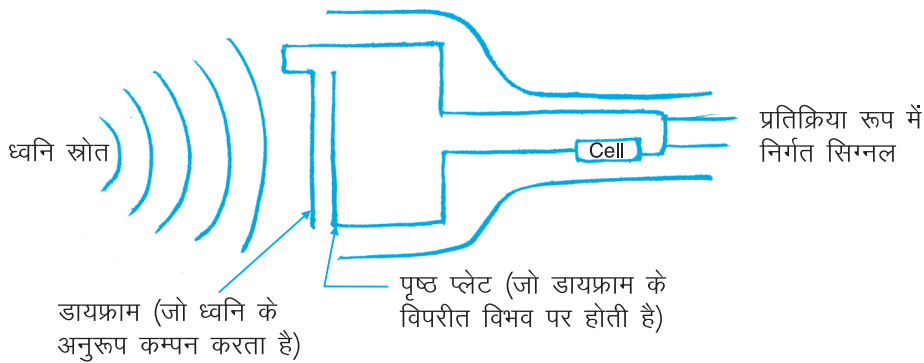 ध्वनि स्रोत
Cell
प्रतिक्रिया रूप में
निर्गत सिग्नल
डायफ्राम (जो ध्वनि के
अनुरूप कम्पन करता है)
पृष्ठ प्लेट (जो डायफ्राम के
विपरीत विभव पर होती है)